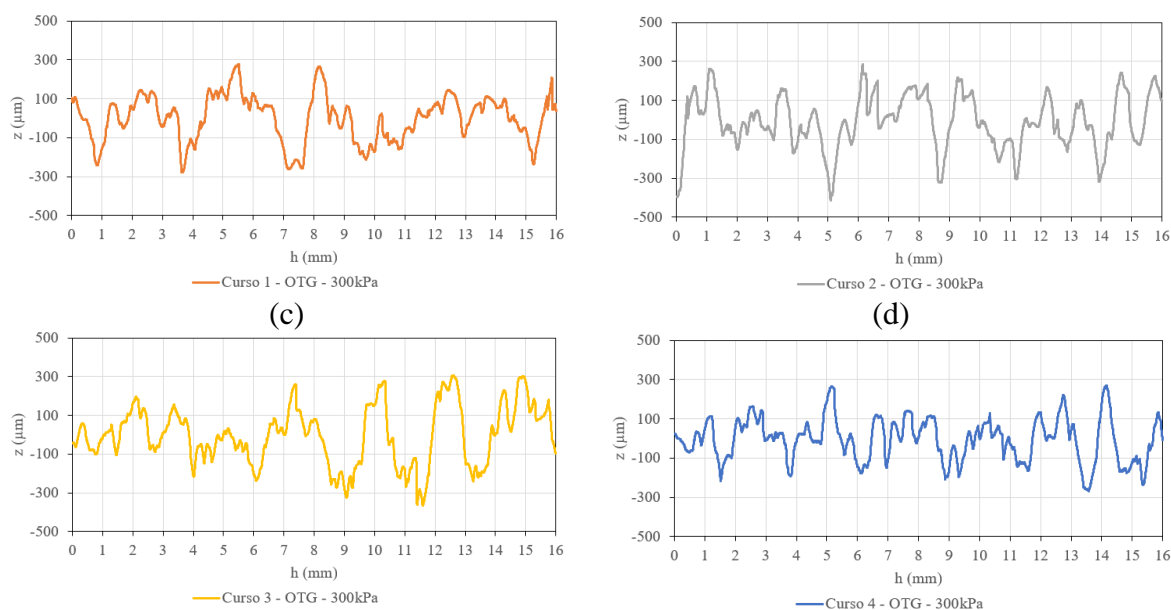 500
300
100
-100
-300
-500
z (µm)
0 1 2 3 4 5 6 7 8 9 10 11 12 13 14 15 16
h (mm)
Curso 1 - OTG - 300kPa
(c)
500
300
100
-100
-300
-500
z (µm)
0 1 2 3 4 5 6 7 8 9 10 11 12 13 14 15 16
h (mm)
Curso 2 - OTG - 300kPa
(d)
500
300
100
-100
-300
-500
z (µm)
0 1 2 3 4 5 6 7 8 9 10 11 12 13 14 15 16
h (mm)
Curso 3 - OTG - 300kPa
500
300
100
-100
-300
-500
z (µm)
0 1 2 3 4 5 6 7 8 9 10 11 12 13 14 15 16
h (mm)
Curso 4 - OTG - 300kPa